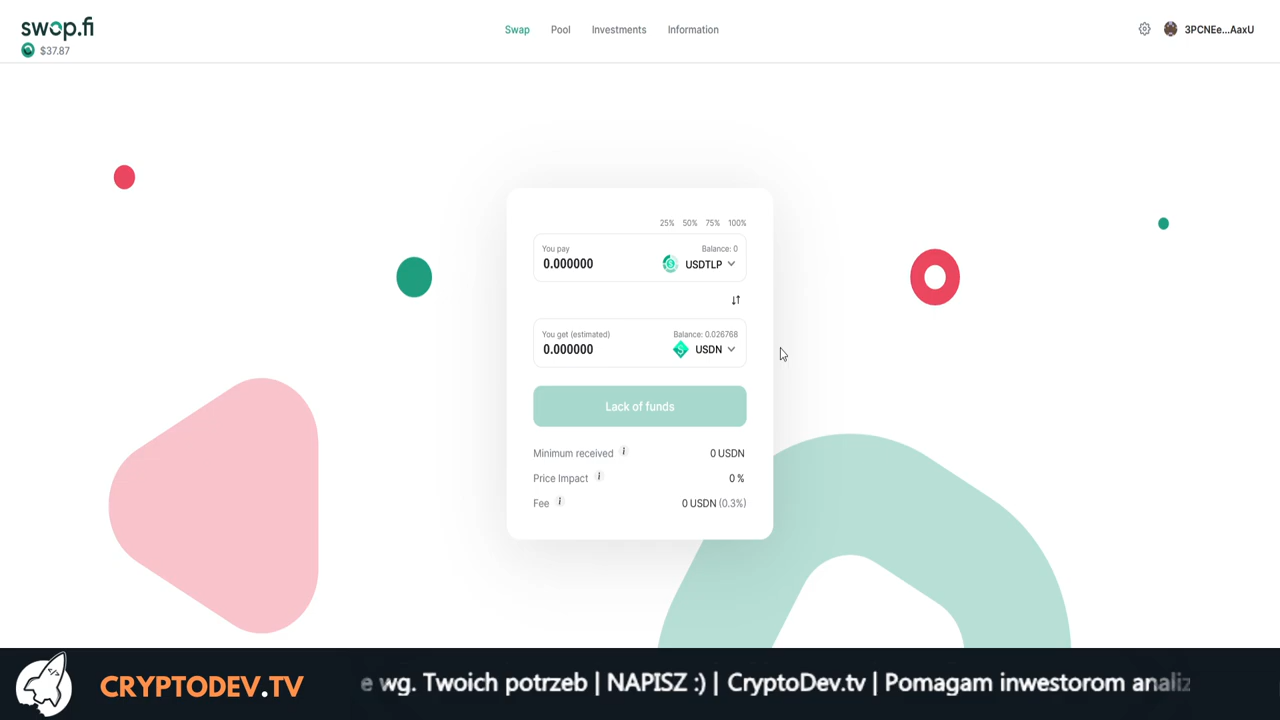 swop.fi
$37.87
Swap Pool Investments Information
3PCNEe...AaxU
25% 50% 75% 100%
You pay Balance: 0
0.000000 USDTLP
You get (estimated) Balance: 0.026768
0.000000 USDN
Lack of funds
Minimum received i 0 USDN
Price Impact i 0 %
Fee i 0 USDN (0.3%)
CRYPTODEV.TV
e wg. Twoich potrzeb | NAPISZ :) | CryptoDev.tv | Pomagam inwestorom analiz